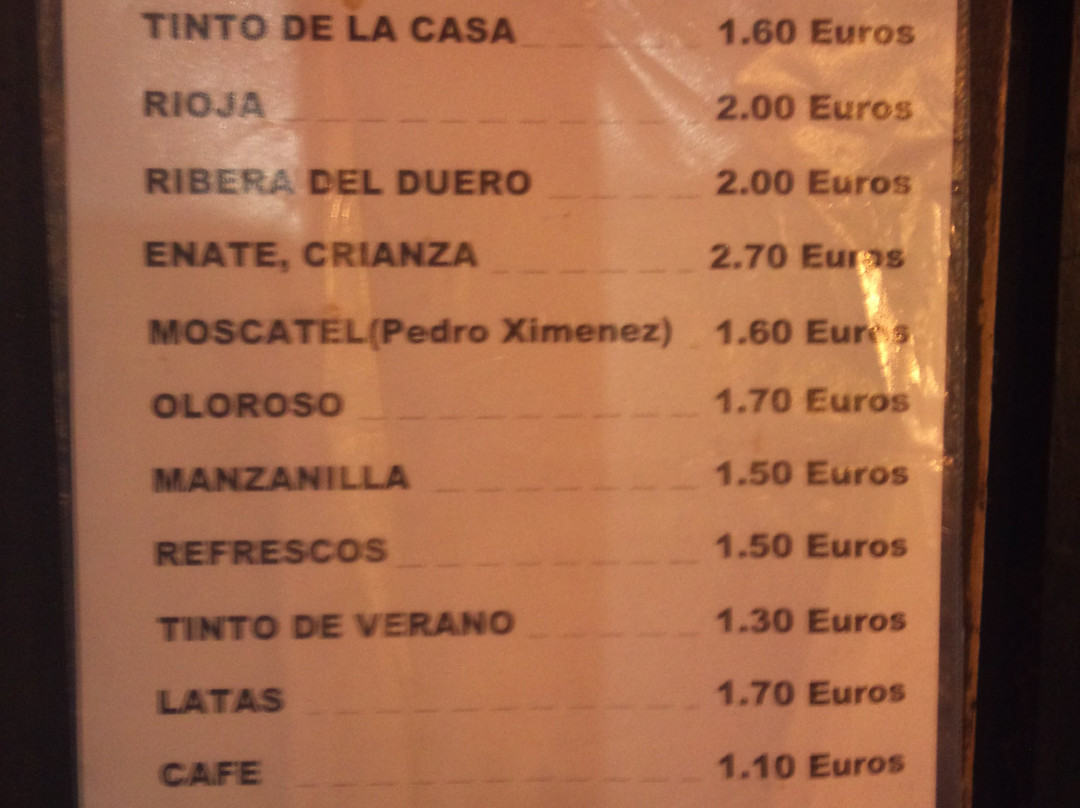 TINTO DE LA CASA 1.60 Euros
RIOJA 2.00 Euros
RIBERA DEL DUERO 2.00 Euros
ENATE, CRIANZA 2.70 Euros
MOSCATEL(Pedro Ximenez) 1.60 Euros
OLOROSO 1.70 Euros
MANZANILLA 1.50 Euros
REFRESCOS 1.50 Euros
TINTO DE VERANO 1.30 Euros
LATAS 1.70 Euros
CAFE 1.10 Euros